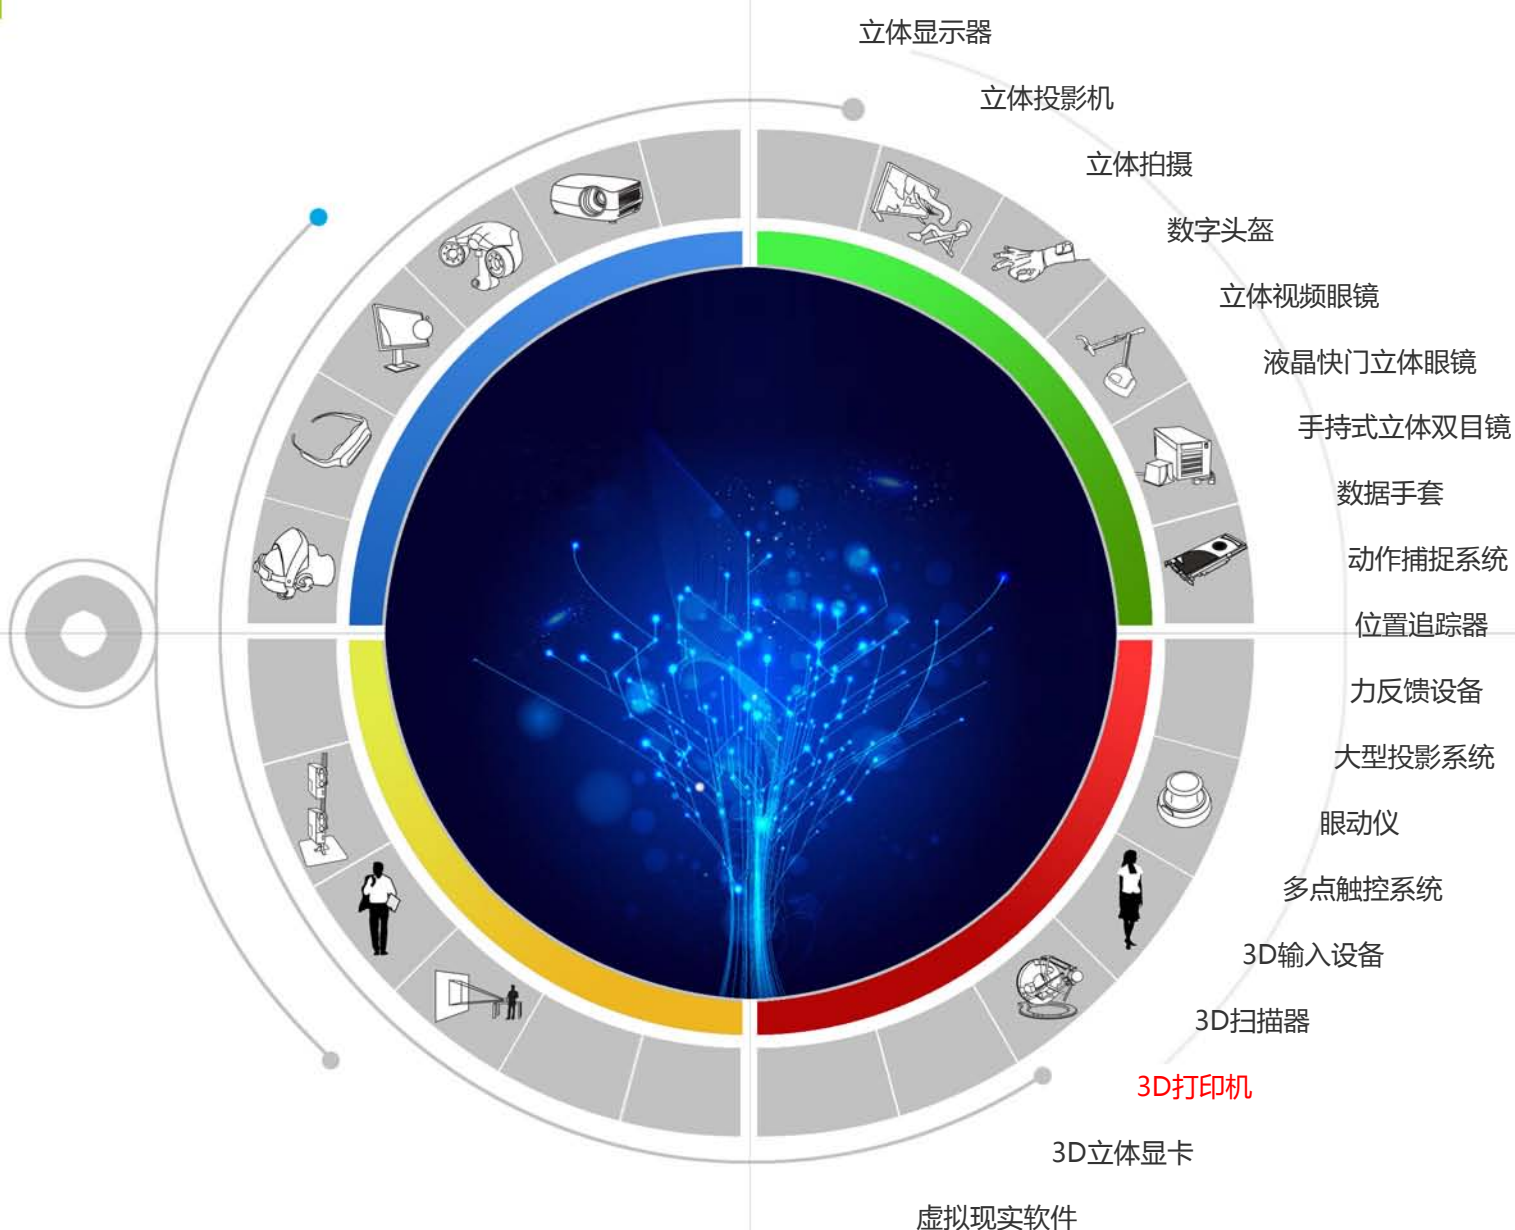 立体显示器
立体投影机
立体拍摄
数字头盔
立体视频眼镜
液晶快门立体眼镜
手持式立体双目镜
数据手套
动作捕捉系统
位置追踪器
力反馈设备
大型投影系统
眼动仪
多点触控系统
3D输入设备
3D扫描器
3D打印机
3D立体显卡
虚拟现实软件